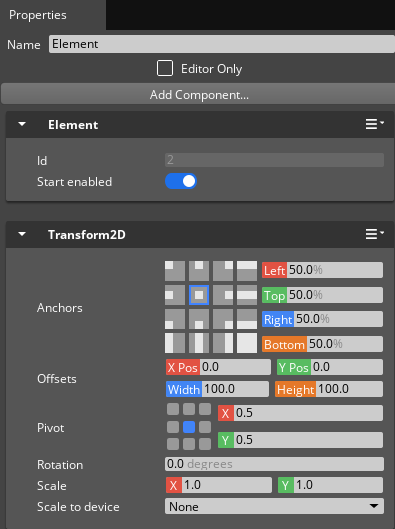 Properties
Name Element
Editor Only
Add Component...
Element
Id 2
Start enabled
Transform2D
Anchors
Left 50.0%
Top 50.0%
Right 50.0%
Bottom 50.0%
Offsets
X Pos 0.0 Y Pos 0.0
Width 100.0 Height 100.0
Pivot
X 0.5
Y 0.5
Rotation 0.0 degrees
Scale X 1.0 Y 1.0
Scale to device None